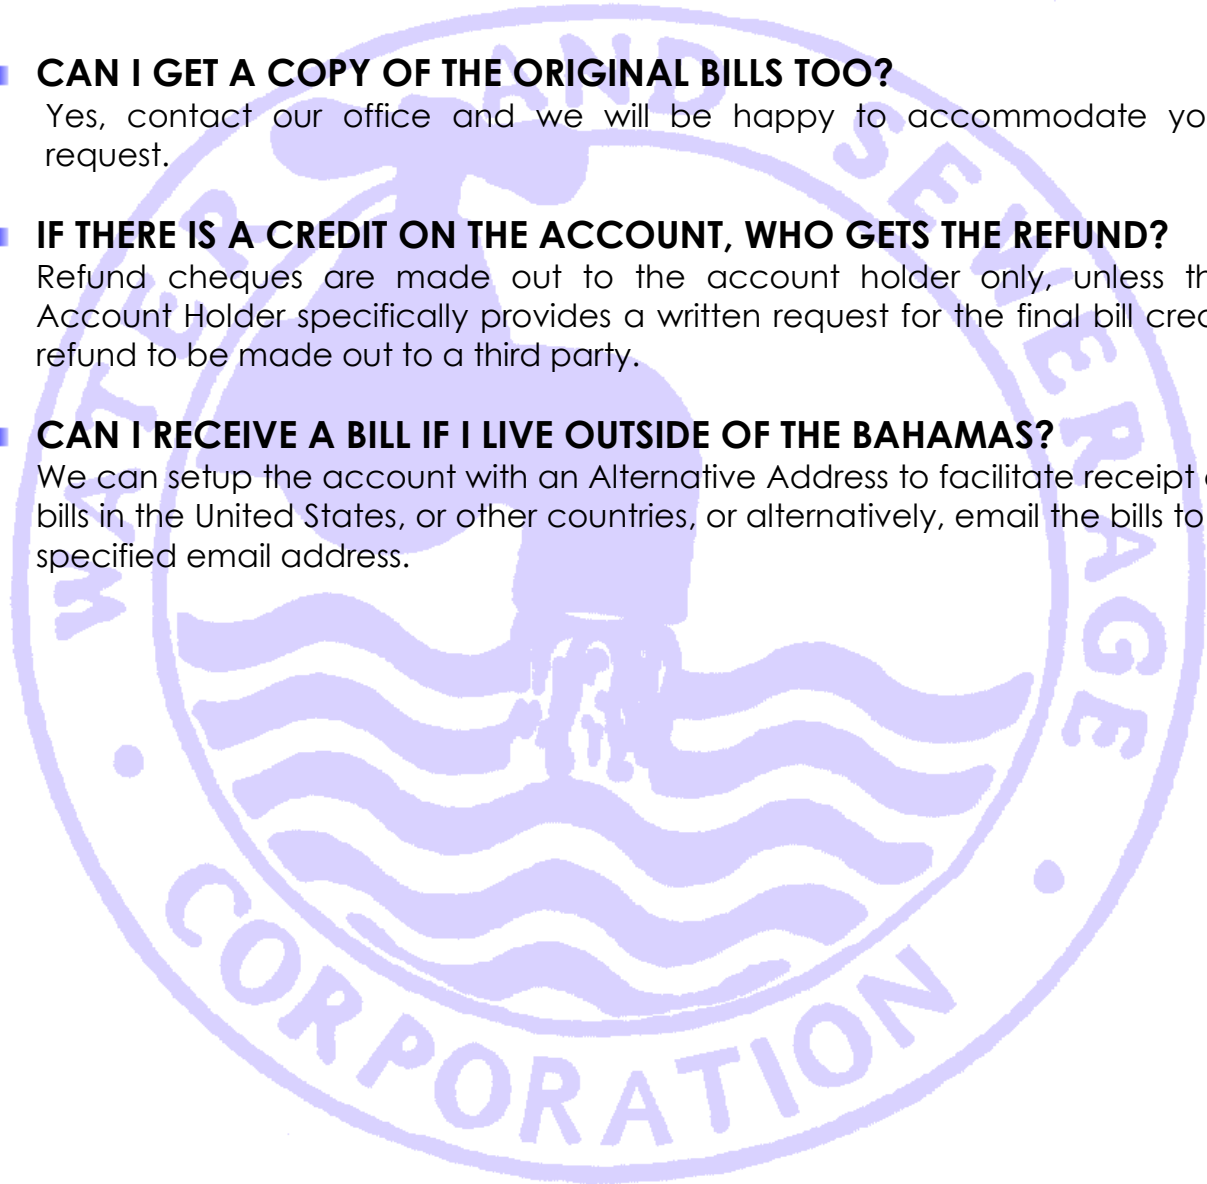 CAN I GET A COPY OF THE ORIGINAL BILLS TOO?
Yes, contact our office and we will be happy to accommodate yo
request.
IF THERE IS A CREDIT ON THE ACCOUNT, WHO GETS THE REFUND?
Refund cheques are made out to the account holder only, unless th
Account Holder specifically provides a written request for the final bill cred
refund to be made out to a third party.
CAN I RECEIVE A BILL IF I LIVE OUTSIDE OF THE BAHAMAS?
We can setup the account with an Alternative Address to facilitate receipt
bills in the United States, or other countries, or alternatively, email the bills to
specified email address.
WATER AND SEWERAGE
CORPORATION